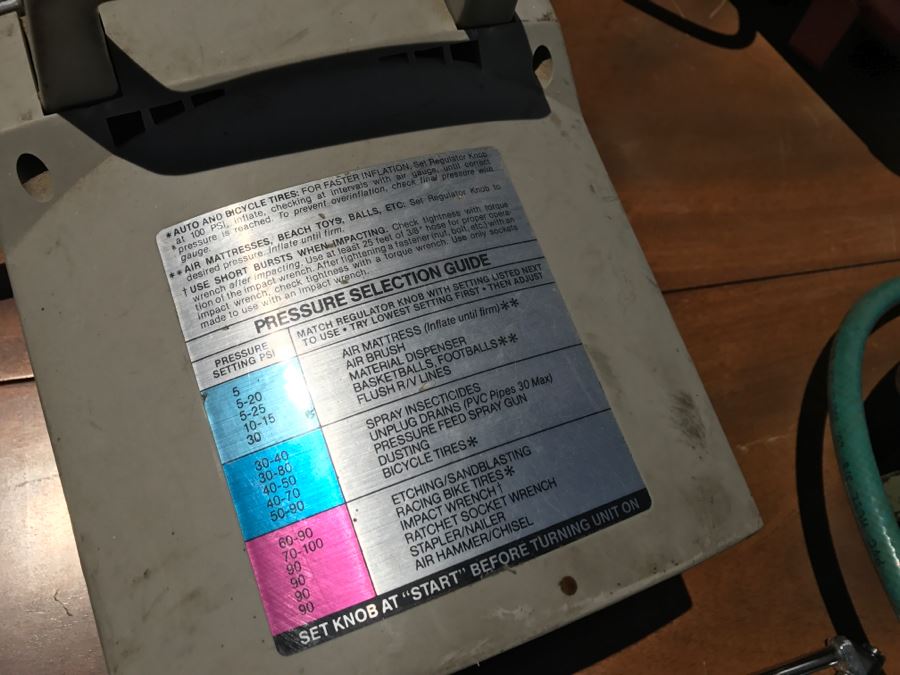 *AUTO AND BICYCLE TIRES: FOR FASTER INFLATION, Set Regulator Knob
at 100 PSI, inflate, checking at intervals with air gauge, until correct
pressure is reached. To prevent overinflation, check final pressure with
gauge.
**AIR MATTRESSES, BEACH TOYS, BALLS, ETC: Set Regulator Knob to
desired pressure. Inflate until firm.
†USE SHORT BURSTS WHEN IMPACTING. Check tightness with torque
wrench after impacting. Use at least 25 feet of 3/8" hose for proper opera-
tion of the impact wrench. After tightening a fastener (nut, bolt, etc.) with an
impact wrench, check tightness with a torque wrench. Use only sockets
made to use with an impact wrench.
PRESSURE SELECTION GUIDE
PRESSURE SETTING PSI
MATCH REGULATOR KNOB WITH SETTING LISTED NEXT
TO USE • TRY LOWEST SETTING FIRST • THEN ADJUST
5 AIR MATTRESS (Inflate until firm)**
5-20 AIR BRUSH
5-25 MATERIAL DISPENSER
10-15 BASKETBALLS, FOOTBALLS**
30 FLUSH R/V LINES
30-40 SPRAY INSECTICIDES
30-80 UNPLUG DRAINS (PVC Pipes 30 Max)
40-50 PRESSURE FEED SPRAY GUN
40-70 DUSTING
50-90 BICYCLE TIRES*
60-90 ETCHING/SANDBLASTING
70-100 RACING BIKE TIRES*
90 IMPACT WRENCH†
90 RATCHET SOCKET WRENCH
90 STAPLER/NAILER
90 AIR HAMMER/CHISEL
SET KNOB AT "START" BEFORE TURNING UNIT ON